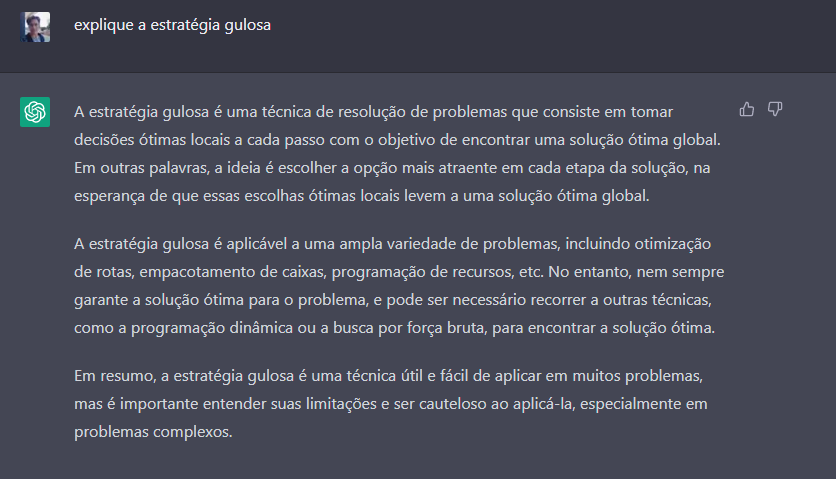 explique a estratégia gulosa
A estratégia gulosa é uma técnica de resolução de problemas que consiste em tomar
decisões ótimas locais a cada passo com o objetivo de encontrar uma solução ótima global.
Em outras palavras, a ideia é escolher a opção mais atraente em cada etapa da solução, na
esperança de que essas escolhas ótimas locais levem a uma solução ótima global.
A estratégia gulosa é aplicável a uma ampla variedade de problemas, incluindo otimização
de rotas, empacotamento de caixas, programação de recursos, etc. No entanto, nem sempre
garante a solução ótima para o problema, e pode ser necessário recorrer a outras técnicas,
como a programação dinâmica ou a busca por força bruta, para encontrar a solução ótima.
Em resumo, a estratégia gulosa é uma técnica útil e fácil de aplicar em muitos problemas,
mas é importante entender suas limitações e ser cauteloso ao aplicá-la, especialmente em
problemas complexos.